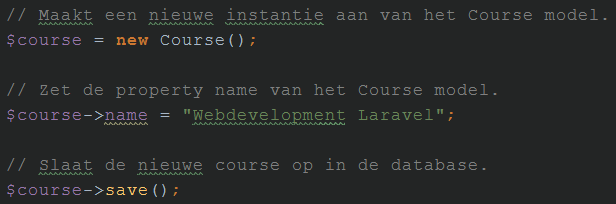 // Maakt een nieuwe instantie aan van het Course model.
$course = new Course();
// Zet de property name van het Course model.
$course->name = "Webdevelopment Laravel";
// Slaat de nieuwe course op in de database.
$course->save();